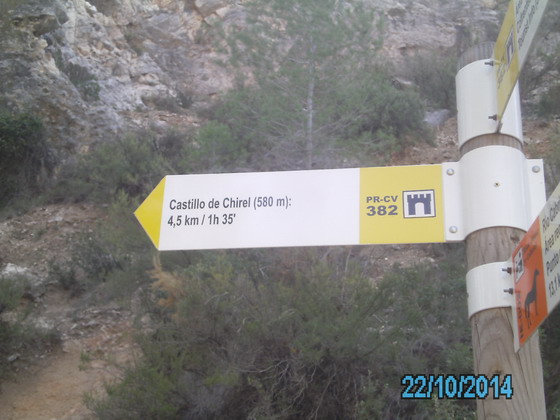 Castillo de Chirel (580 m):
4,5 km / 1h 35'
PR-CV
382
22/10/2014